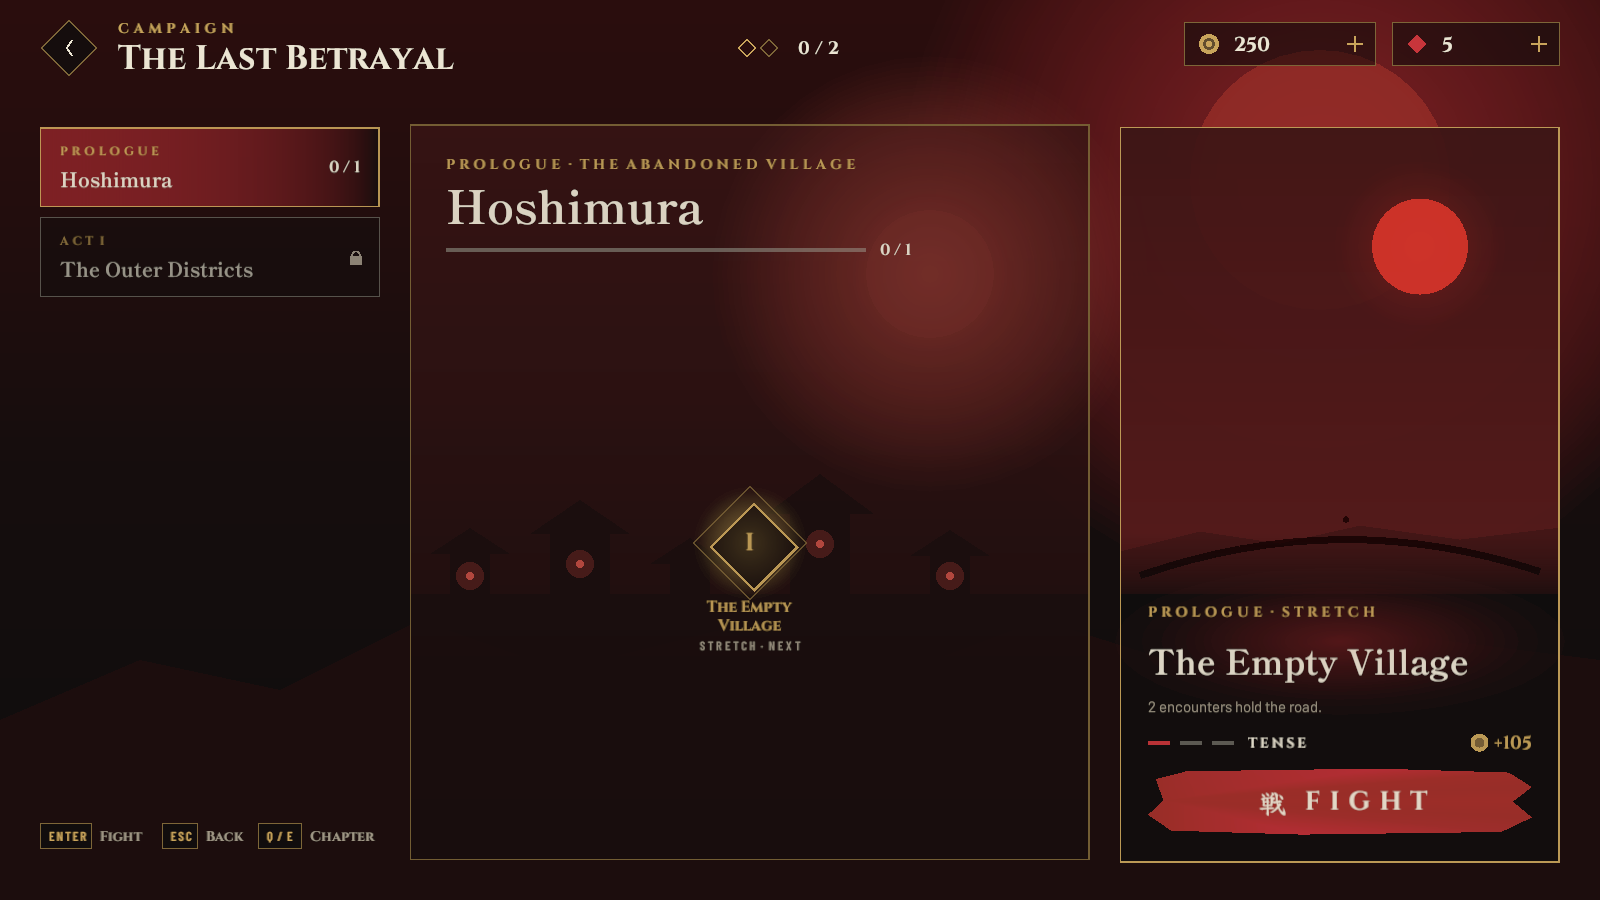 CAMPAIGN
THE LAST BETRAYAL
0 / 2
250
5
PROLOGUE
Hoshimura
0 / 1
ACT I
The Outer Districts
PROLOGUE · THE ABANDONED VILLAGE
Hoshimura
0 / 1
I
THE EMPTY
VILLAGE
STRETCH · NEXT
PROLOGUE · STRETCH
The Empty Village
2 encounters hold the road.
TENSE
+105
戦 FIGHT
ENTER FIGHT ESC BACK Q / E CHAPTER